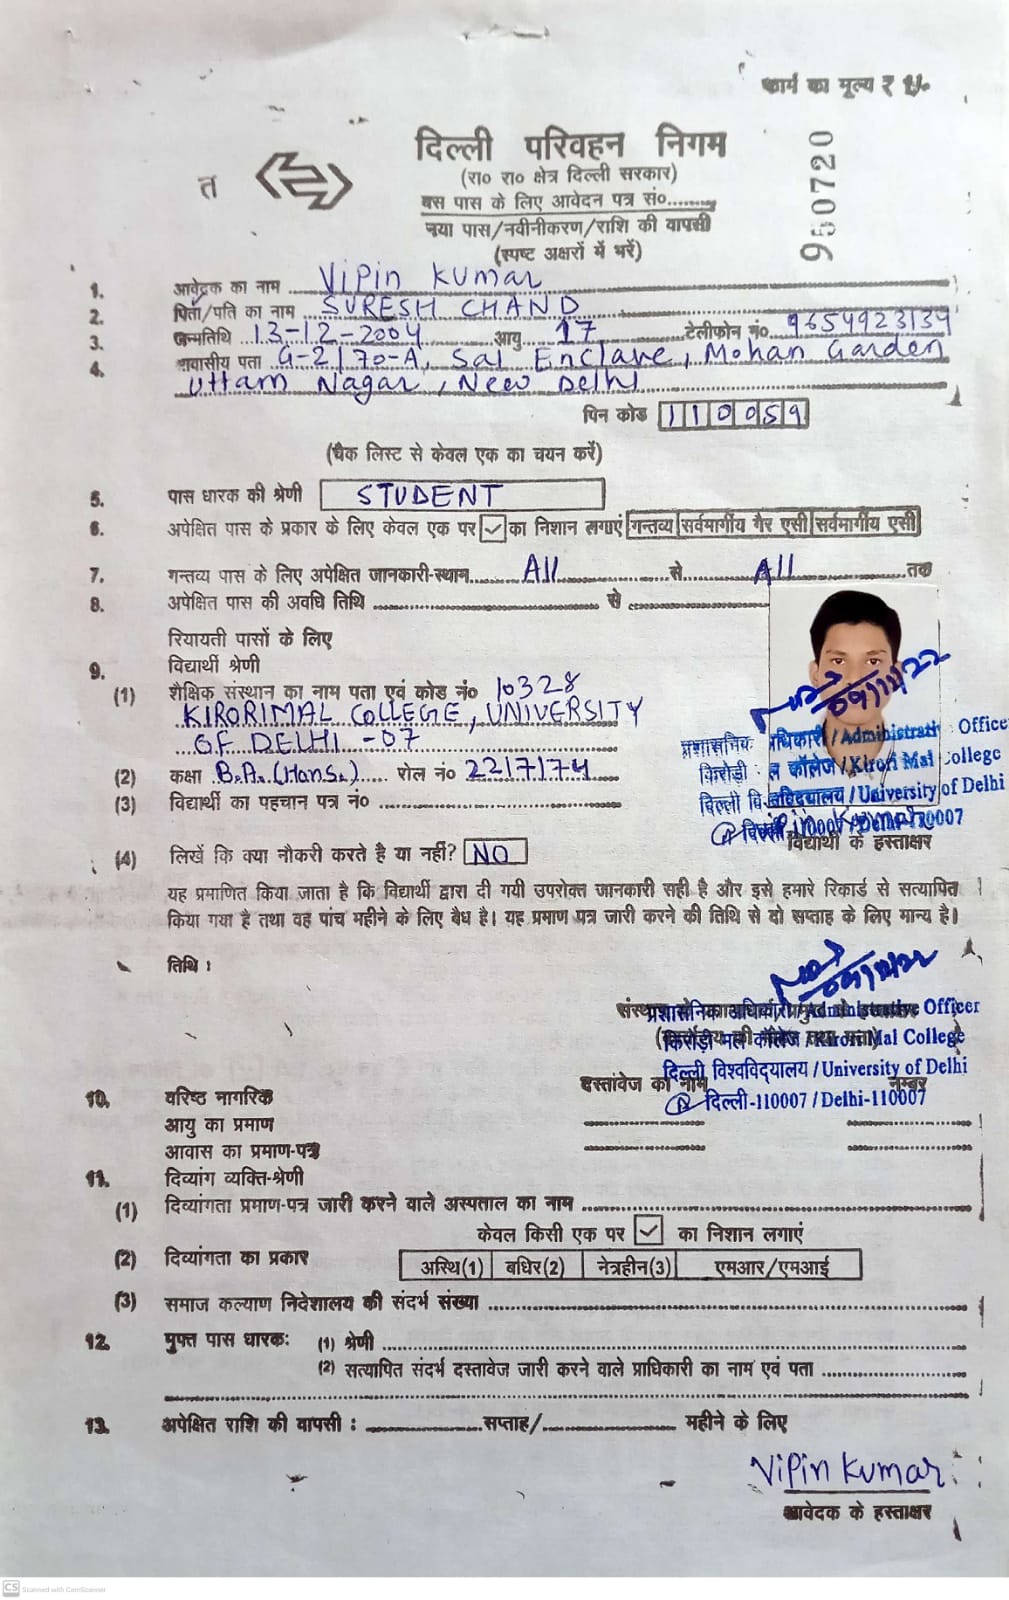 फार्म का मूल्य ₹ 1/-
950720
त
दिल्ली परिवहन निगम
(रा० रा० क्षेत्र दिल्ली सरकार)
बस पास के लिए आवेदन पत्र सं०.........
नया पास/नवीनीकरण/राशि की वापसी
(स्पष्ट अक्षरों में भरें)
1. आवेदक का नाम Vipin Kumar
2. पिता/पति का नाम SURESH CHAND
3. जन्मतिथि 13-12-2004 आयु 17 टेलीफोन नं० 9654923134
4. आवासीय पता G-2/70-A, Sai Enclave, Mohan Garden
Uttam Nagar, New Delhi
पिन कोड 110059
(चैक लिस्ट से केवल एक का चयन करें)
5. पास धारक की श्रेणी STUDENT
6. अपेक्षित पास के प्रकार के लिए केवल एक पर ✓ का निशान लगाएं गन्तव्य सर्वमार्गीय गैर एसी सर्वमार्गीय एसी
7. गन्तव्य पास के लिए अपेक्षित जानकारी-स्थान All से All तक
8. अपेक्षित पास की अवधि तिथि से
रियायती पासों के लिए
9. विद्यार्थी श्रेणी
(1) शैक्षिक संस्थान का नाम पता एवं कोड नं० 10328
KIRORIMAL COLLEGE, UNIVERSITY
OF DELHI -07
(2) कक्षा B.A. (Hons.) रोल नं० 2217174
(3) विद्यार्थी का पहचान पत्र नं०
09/11/22
प्रशासनिक अधिकारी / Administrative Officer
किरोड़ी मल कॉलेज / Kirori Mal College
दिल्ली विश्वविद्यालय / University of Delhi
दिल्ली-110007 / Delhi-110007
Vipin Kumar
विद्यार्थी के हस्ताक्षर
(4) लिखें कि क्या नौकरी करते है या नहीं? NO
यह प्रमाणित किया जाता है कि विद्यार्थी द्वारा दी गयी उपरोक्त जानकारी सही है और इसे हमारे रिकार्ड से सत्यापित
किया गया है तथा वह पांच महीने के लिए बैध है। यह प्रमाण पत्र जारी करने की तिथि से दो सप्ताह के लिए मान्य है।
तिथि :
09/11/22
प्रशासनिक अधिकारी / Administrative Officer
किरोड़ी मल कॉलेज / Kirori Mal College
दिल्ली विश्वविद्यालय / University of Delhi
दिल्ली-110007 / Delhi-110007
दस्तावेज का नाम नम्बर
10. वरिष्ठ नागरिक
आयु का प्रमाण
आवास का प्रमाण-पत्र
11. दिव्यांग व्यक्ति-श्रेणी
(1) दिव्यांगता प्रमाण-पत्र जारी करने वाले अस्पताल का नाम
केवल किसी एक पर ✓ का निशान लगाएं
(2) दिव्यांगता का प्रकार अस्थि(1) बधिर(2) नेत्रहीन(3) एमआर/एमआई
(3) समाज कल्याण निदेशालय की संदर्भ संख्या
12. मुफ्त पास धारकः (1) श्रेणी
(2) सत्यापित संदर्भ दस्तावेज जारी करने वाले प्राधिकारी का नाम एवं पता
13. अपेक्षित राशि की वापसी : सप्ताह/ महीने के लिए
Vipin Kumar
आवेदक के हस्ताक्षर
CS Scanned with CamScanner